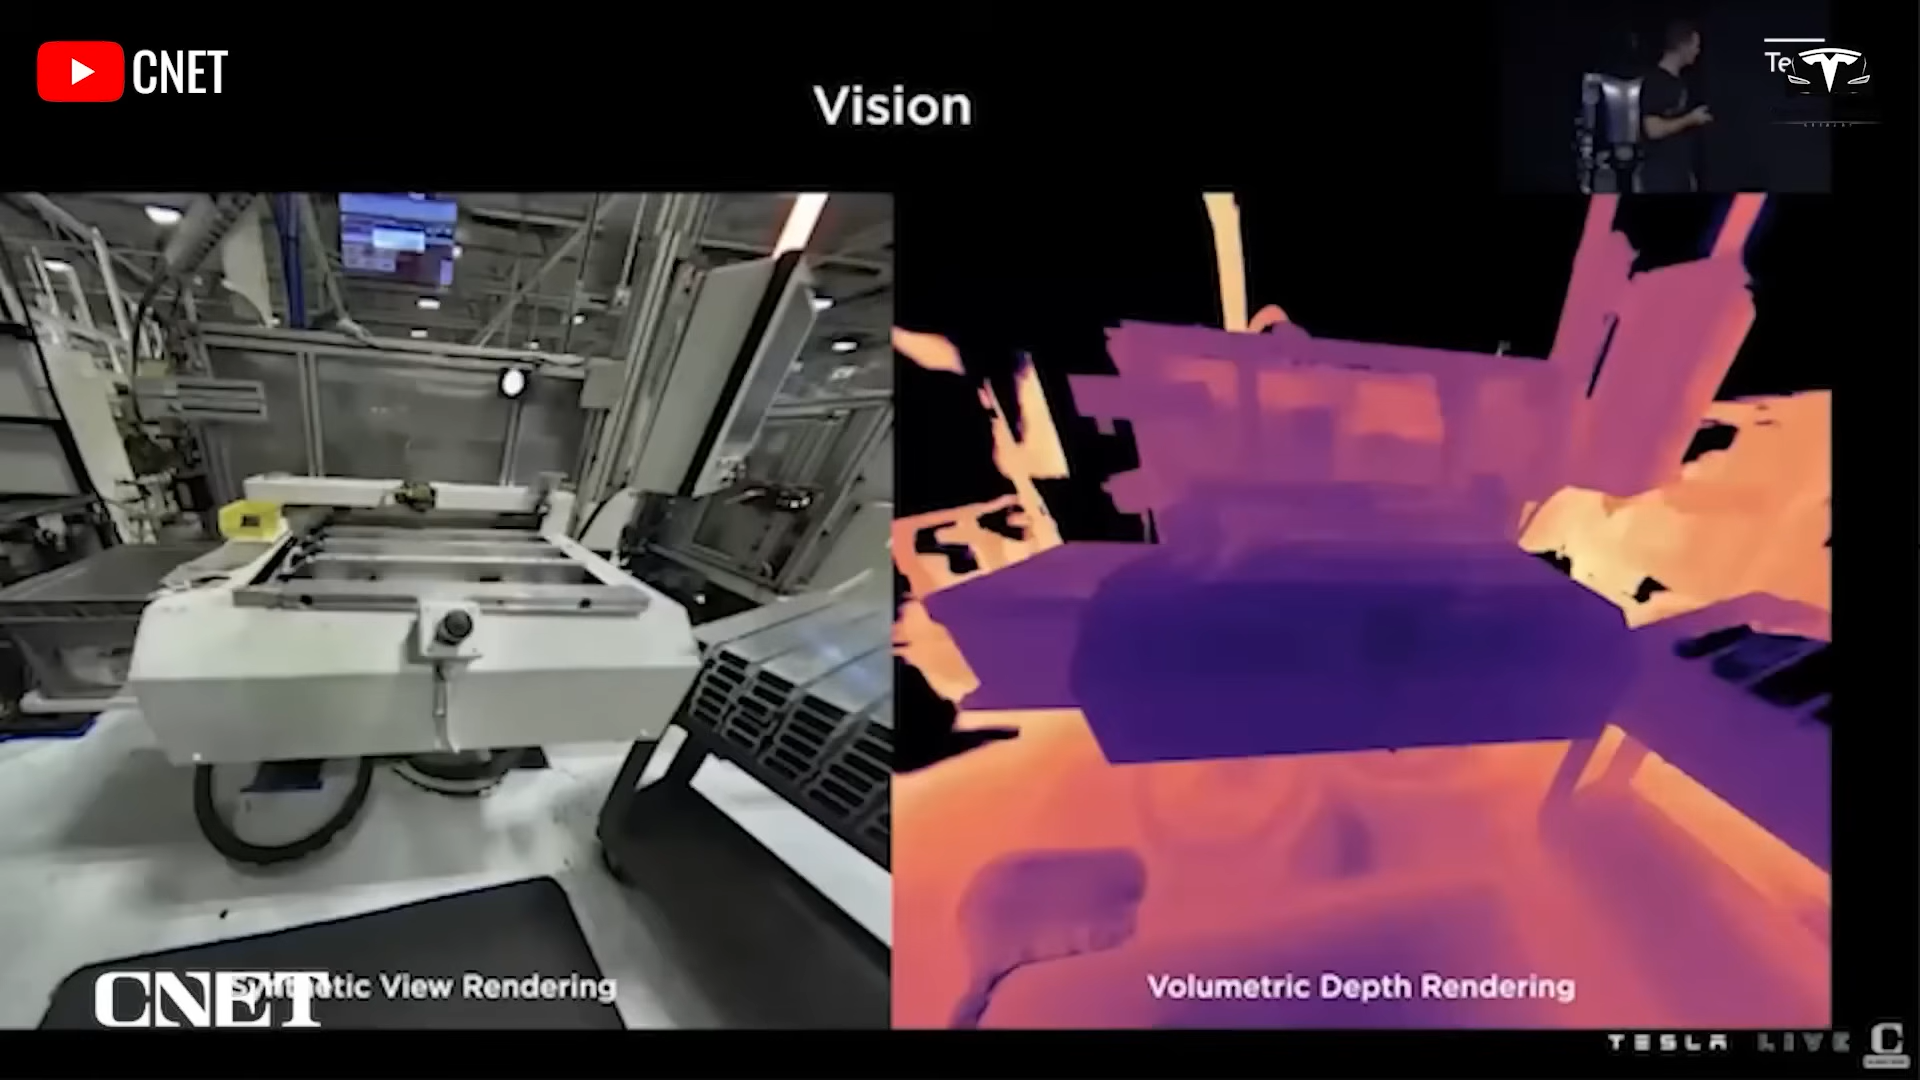 CNET
Te
Vision
CNET
Synthetic View Rendering
Volumetric Depth Rendering
TESLA LIVE